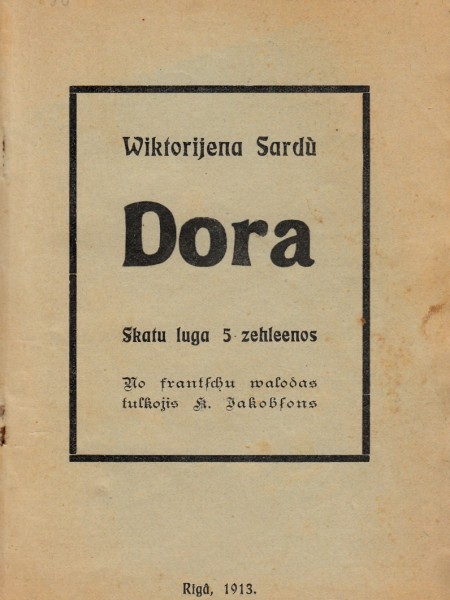 Wiktorijena Sardù
Dora
Skatu luga 5 zehleenos
No frantſchu walodas
tulkojis K. Jakobſons
Rigâ, 1913.